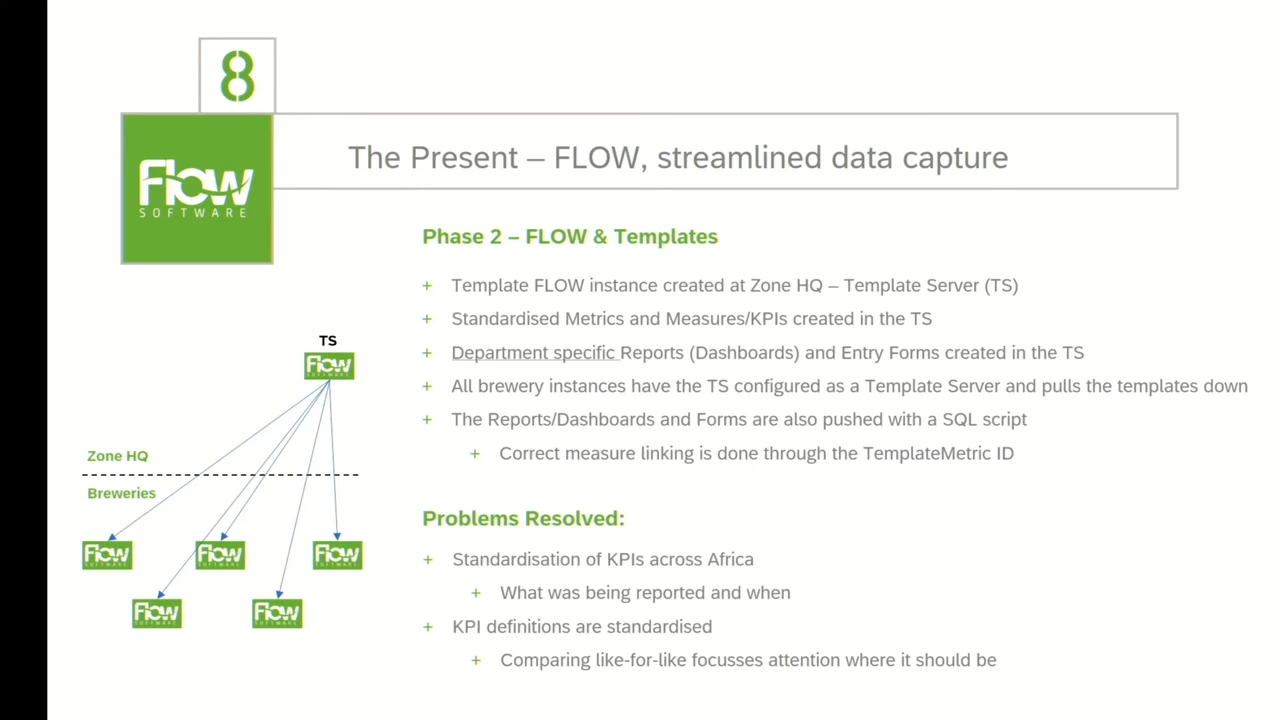 8
Flow
SOFTWARE
The Present – FLOW, streamlined data capture
Phase 2 – FLOW & Templates
+ Template FLOW instance created at Zone HQ – Template Server (TS)
+ Standardised Metrics and Measures/KPIs created in the TS
+ Department specific Reports (Dashboards) and Entry Forms created in the TS
+ All brewery instances have the TS configured as a Template Server and pulls the templates down
+ The Reports/Dashboards and Forms are also pushed with a SQL script
+ Correct measure linking is done through the TemplateMetric ID
Problems Resolved:
+ Standardisation of KPIs across Africa
+ What was being reported and when
+ KPI definitions are standardised
+ Comparing like-for-like focusses attention where it should be
TS
Flow
SOFTWARE
Zone HQ
Breweries
Flow
SOFTWARE
Flow
SOFTWARE
Flow
SOFTWARE
Flow
SOFTWARE
Flow
SOFTWARE